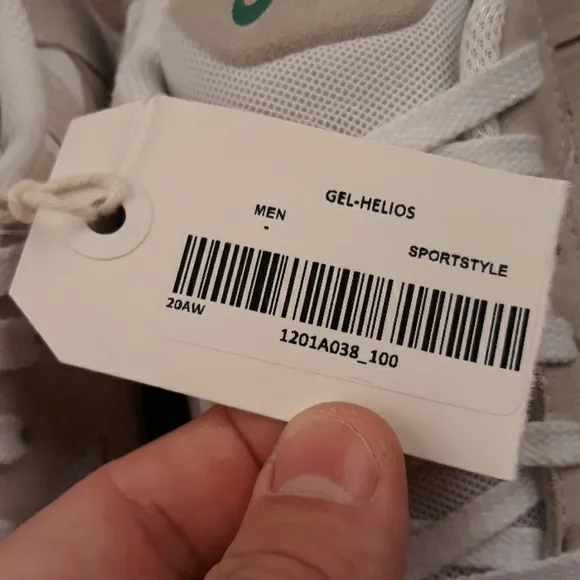 GEL-HELIOS
MEN
-
SPORTSTYLE
20AW
1201A038_100